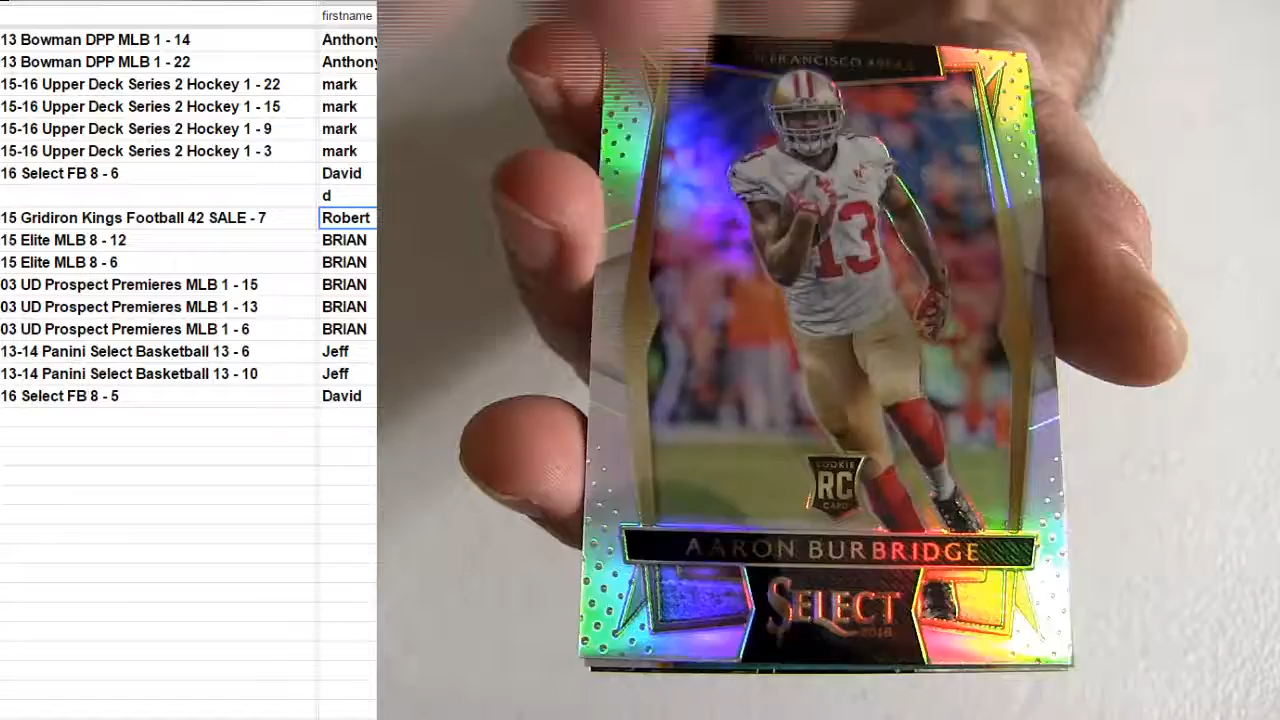 firstname
13 Bowman DPP MLB 1 - 14 Anthony
13 Bowman DPP MLB 1 - 22 Anthony
15-16 Upper Deck Series 2 Hockey 1 - 22 mark
15-16 Upper Deck Series 2 Hockey 1 - 15 mark
15-16 Upper Deck Series 2 Hockey 1 - 9 mark
15-16 Upper Deck Series 2 Hockey 1 - 3 mark
16 Select FB 8 - 6 David
d
15 Gridiron Kings Football 42 SALE - 7 Robert
15 Elite MLB 8 - 12 BRIAN
15 Elite MLB 8 - 6 BRIAN
03 UD Prospect Premieres MLB 1 - 15 BRIAN
03 UD Prospect Premieres MLB 1 - 13 BRIAN
03 UD Prospect Premieres MLB 1 - 6 BRIAN
13-14 Panini Select Basketball 13 - 6 Jeff
13-14 Panini Select Basketball 13 - 10 Jeff
16 Select FB 8 - 5 David
FRANCISCO 49ERS
13
ROOKIE
RC
CARD
AARON BURBRIDGE
SELECT
2016